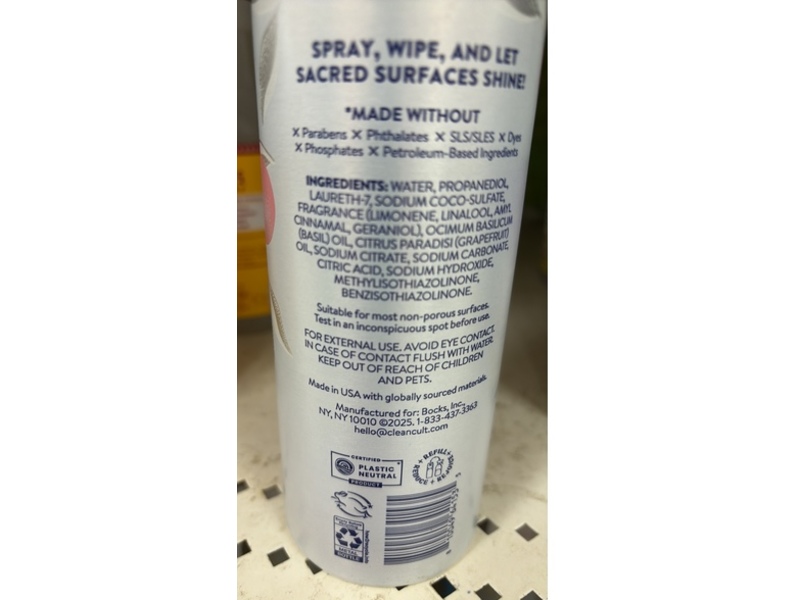 SPRAY, WIPE, AND LET
SACRED SURFACES SHINE!
*MADE WITHOUT
X Parabens X Phthalates X SLS/SLES X Dyes
X Phosphates X Petroleum-Based Ingredients
INGREDIENTS: WATER, PROPANEDIOL,
LAURETH-7, SODIUM COCO-SULFATE,
FRAGRANCE (LIMONENE, LINALOOL, AMYL
CINNAMAL, GERANIOL), OCIMUM BASILICUM
(BASIL) OIL, CITRUS PARADISI (GRAPEFRUIT)
OIL, SODIUM CITRATE, SODIUM CARBONATE,
CITRIC ACID, SODIUM HYDROXIDE,
METHYLISOTHIAZOLINONE,
BENZISOTHIAZOLINONE.
Suitable for most non-porous surfaces.
Test in an inconspicuous spot before use.
FOR EXTERNAL USE. AVOID EYE CONTACT.
IN CASE OF CONTACT FLUSH WITH WATER.
KEEP OUT OF REACH OF CHILDREN
AND PETS.
Made in USA with globally sourced materials.
Manufactured for: Bocks, Inc.
NY, NY 10010 ©2025. 1-833-437-3363
hello@cleancult.com
CERTIFIED
PLASTIC
NEUTRAL
PRODUCT
REFILL
METAL
BOTTLE